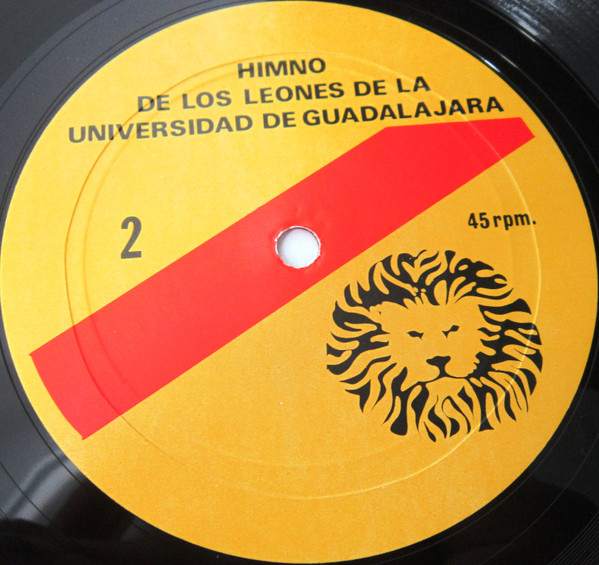 HIMNO
DE LOS LEONES DE LA
UNIVERSIDAD DE GUADALAJARA
2
45 rpm.